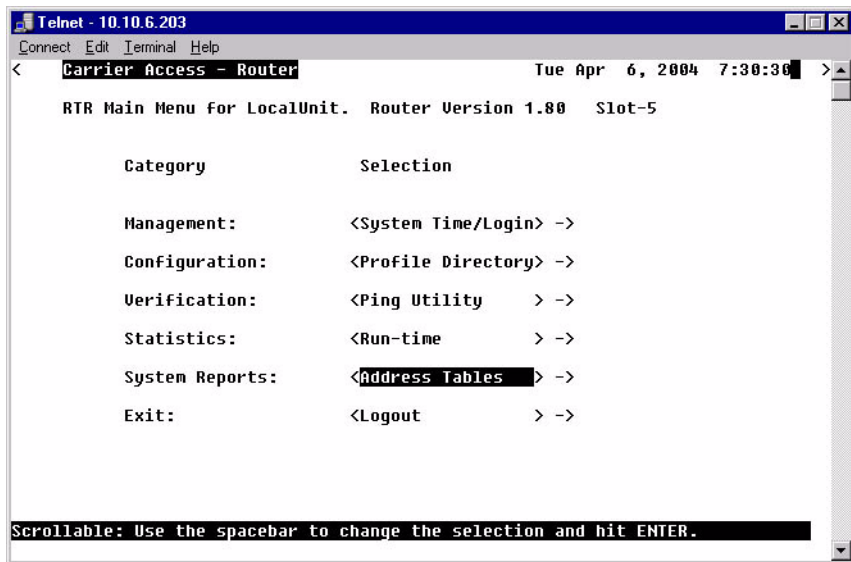 Telnet - 10.10.6.203
Connect Edit Terminal Help
< Carrier Access - Router Tue Apr 6, 2004 7:30:30 >
RTR Main Menu for LocalUnit. Router Version 1.80 Slot-5
Category Selection
Management: <System Time/Login> ->
Configuration: <Profile Directory> ->
Verification: <Ping Utility > ->
Statistics: <Run-time > ->
System Reports: <Address Tables > ->
Exit: <Logout > ->
Scrollable: Use the spacebar to change the selection and hit ENTER.